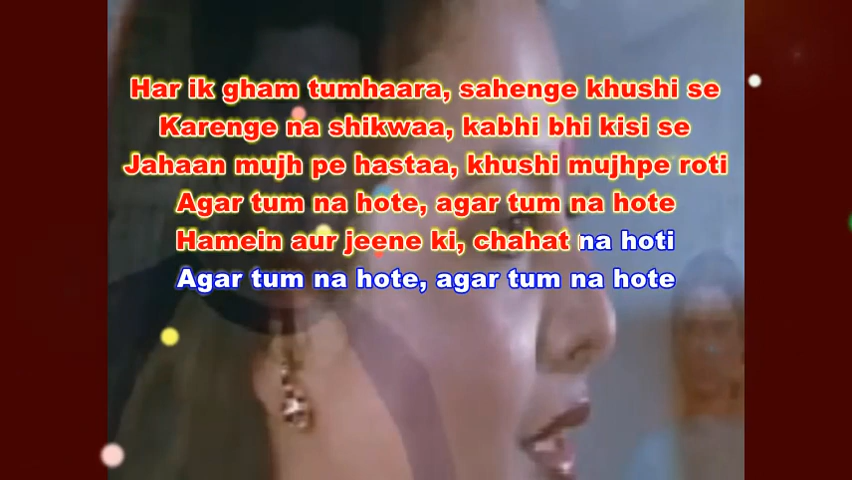 Har ik gham tumhaara, sahenge khushi se
Karenge na shikwaa, kabhi bhi kisi se
Jahaan mujh pe hastaa, khushi mujhpe roti
Agar tum na hote, agar tum na hote
Hamein aur jeene ki, chahat na hoti
Agar tum na hote, agar tum na hote